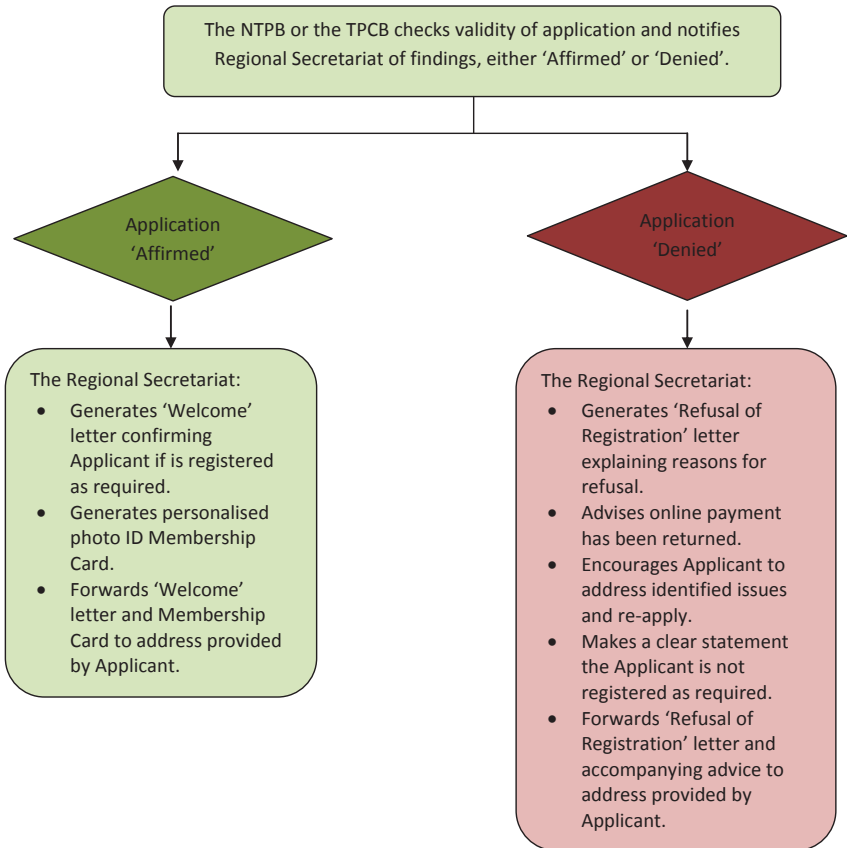 The NTPB or the TPCB checks validity of application and notifies
Regional Secretariat of findings, either ‘Affirmed’ or ‘Denied’.
Application
‘Affirmed’
Application
‘Denied’
The Regional Secretariat:
• Generates ‘Welcome’
letter confirming
Applicant if is registered
as required.
• Generates personalised
photo ID Membership
Card.
• Forwards ‘Welcome’
letter and Membership
Card to address provided
by Applicant.
The Regional Secretariat:
• Generates ‘Refusal of
Registration’ letter
explaining reasons for
refusal.
• Advises online payment
has been returned.
• Encourages Applicant to
address identified issues
and re-apply.
• Makes a clear statement
the Applicant is not
registered as required.
• Forwards ‘Refusal of
Registration’ letter and
accompanying advice to
address provided by
Applicant.